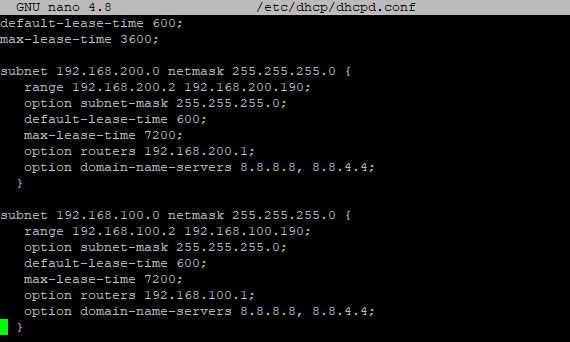 GNU nano 4.8 /etc/dhcp/dhcpd.conf
default-lease-time 600;
max-lease-time 3600;
subnet 192.168.200.0 netmask 255.255.255.0 {
range 192.168.200.2 192.168.200.190;
option subnet-mask 255.255.255.0;
default-lease-time 600;
max-lease-time 7200;
option routers 192.168.200.1;
option domain-name-servers 8.8.8.8, 8.8.4.4;
}
subnet 192.168.100.0 netmask 255.255.255.0 {
range 192.168.100.2 192.168.100.190;
option subnet-mask 255.255.255.0;
default-lease-time 600;
max-lease-time 7200;
option routers 192.168.100.1;
option domain-name-servers 8.8.8.8, 8.8.4.4;
}